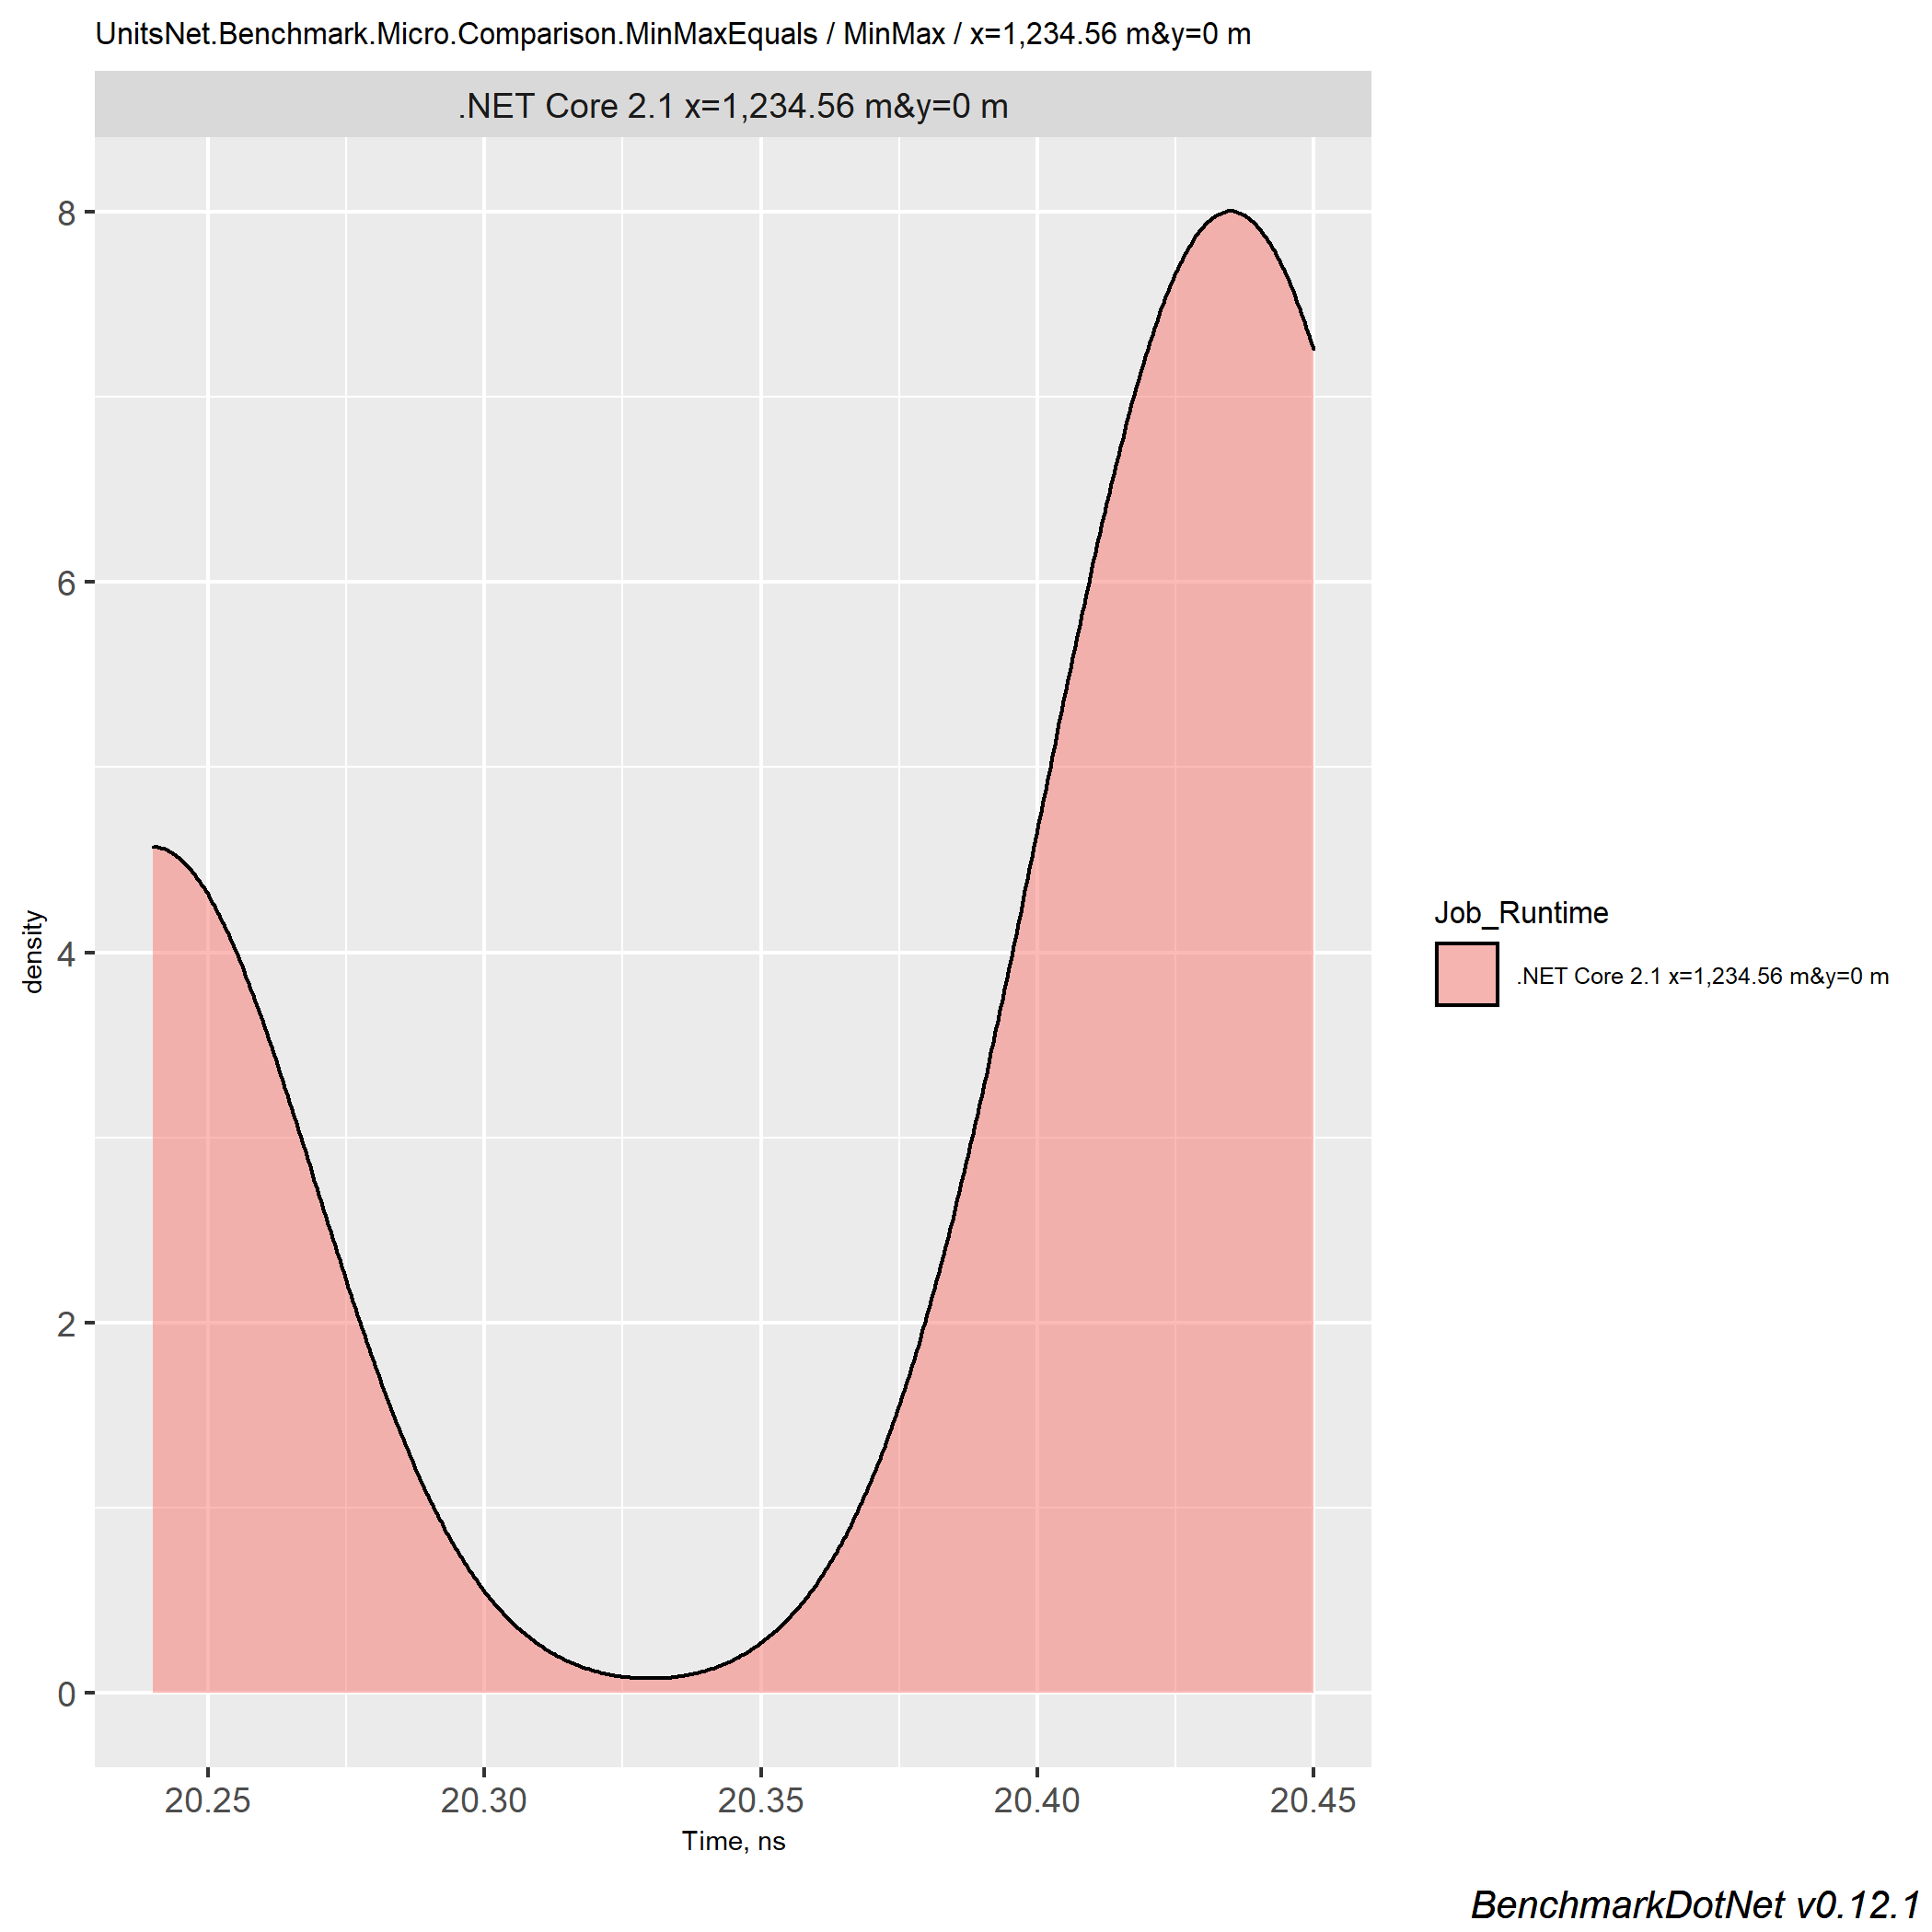 UnitsNet.Benchmark.Micro.Comparison.MinMaxEquals / MinMax / x=1,234.56 m&y=0 m
.NET Core 2.1 x=1,234.56 m&y=0 m
8
6
4
2
0
density
20.25 20.30 20.35 20.40 20.45
Time, ns
Job_Runtime
.NET Core 2.1 x=1,234.56 m&y=0 m
BenchmarkDotNet v0.12.1